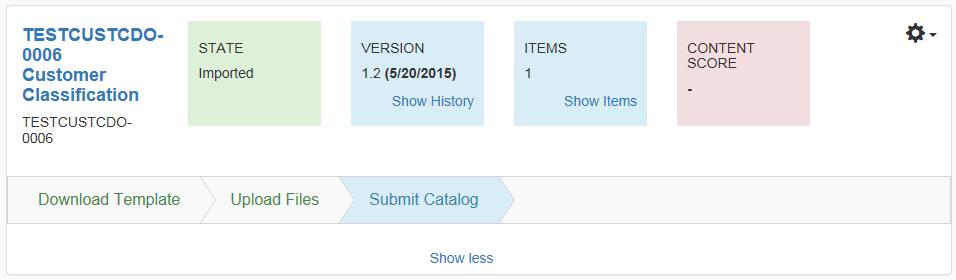 TESTCUSTCDO-
0006
Customer
Classification
TESTCUSTCDO-
0006
STATE
Imported
VERSION
1.2 (5/20/2015)
Show History
ITEMS
1
Show Items
CONTENT
SCORE
-
Download Template
Upload Files
Submit Catalog
Show less